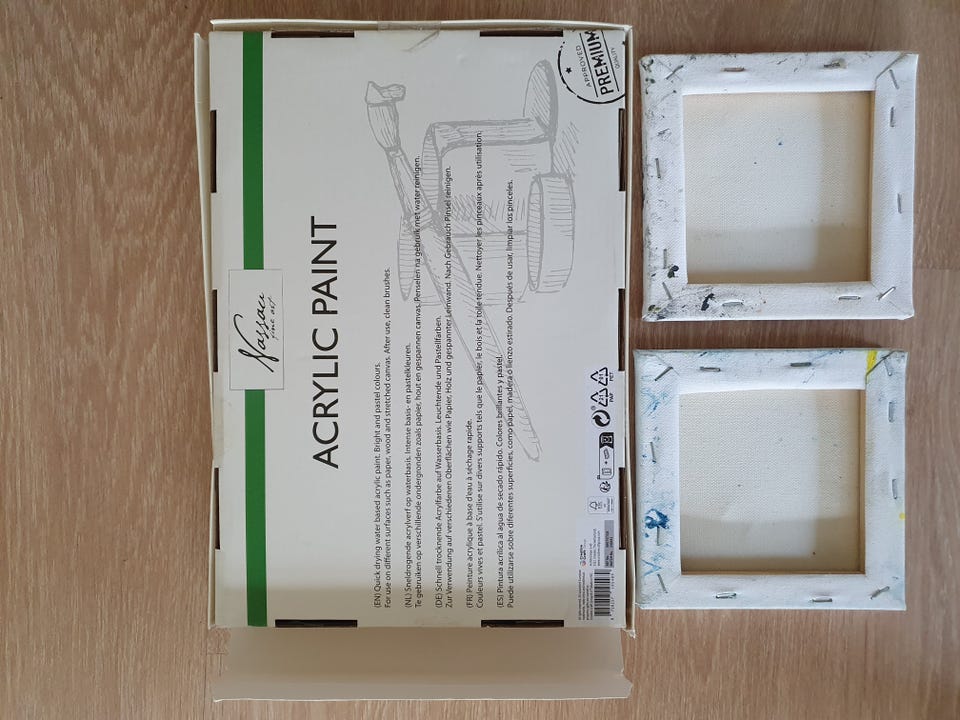 Nassau
fine art
ACRYLIC PAINT
APPROVED
PREMIUM
QUALITY
(EN) Quick drying water based acrylic paint. Bright and pastel colours.
For use on different surfaces such as paper, wood and stretched canvas. After use, clean brushes.
(NL) Sneldrogende acrylverf op waterbasis. Intense basis- en pastelkleuren.
Te gebruiken op verschillende ondergronden zoals papier, hout en gespannen canvas. Penselen na gebruik met water reinigen.
(DE) Schnell trocknende Acrylfarbe auf Wasserbasis. Leuchtende und Pastellfarben.
Zur Verwendung auf verschiedenen Oberflächen wie Papier, Holz und gespannter Leinwand. Nach Gebrauch Pinsel reinigen.
(FR) Peinture acrylique à base d'eau à séchage rapide.
Couleurs vives et pastel. S'utilise sur divers supports tels que le papier, le bois et la toile tendue. Nettoyer les pinceaux après utilisation.
(ES) Pintura acrílica al agua de secado rápido. Colores brillantes y pastel.
Puede utilizarse sobre diferentes superficies, como papel, madera o lienzo estirado. Después de usar, limpiar los pinceles.
PAP
PET